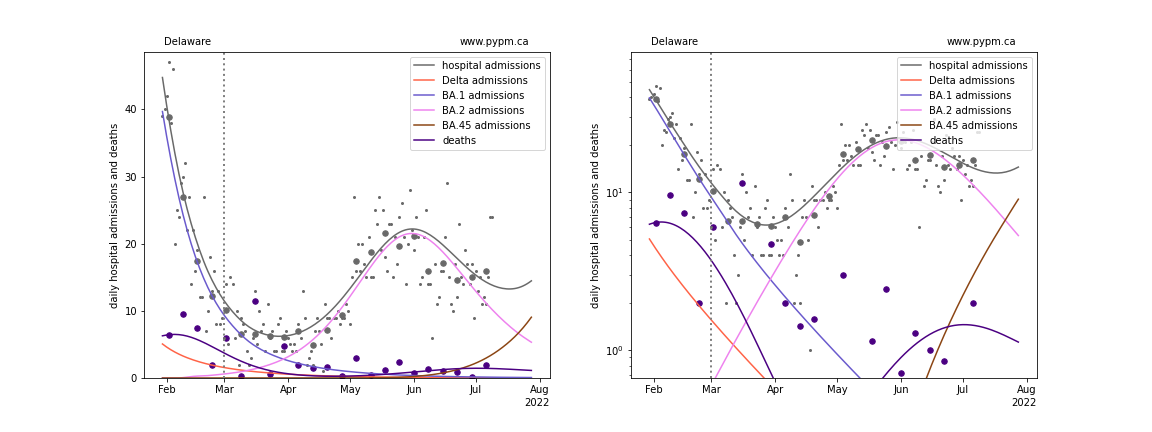 Delaware
www.pypm.ca
hospital admissions
Delta admissions
BA.1 admissions
BA.2 admissions
BA.45 admissions
deaths
daily hospital admissions and deaths
40
30
20
10
0
Feb
Mar
Apr
May
Jun
Jul
Aug
2022
Delaware
www.pypm.ca
hospital admissions
Delta admissions
BA.1 admissions
BA.2 admissions
BA.45 admissions
deaths
daily hospital admissions and deaths
10¹
10⁰
Feb
Mar
Apr
May
Jun
Jul
Aug
2022